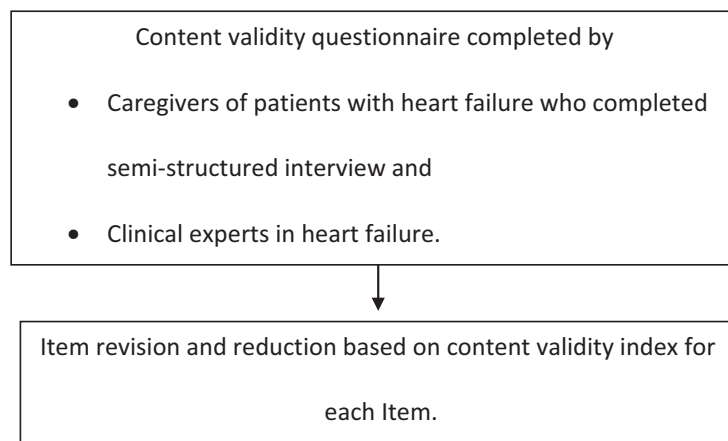 Content validity questionnaire completed by
• Caregivers of patients with heart failure who completed
semi-structured interview and
• Clinical experts in heart failure.
Item revision and reduction based on content validity index for
each Item.